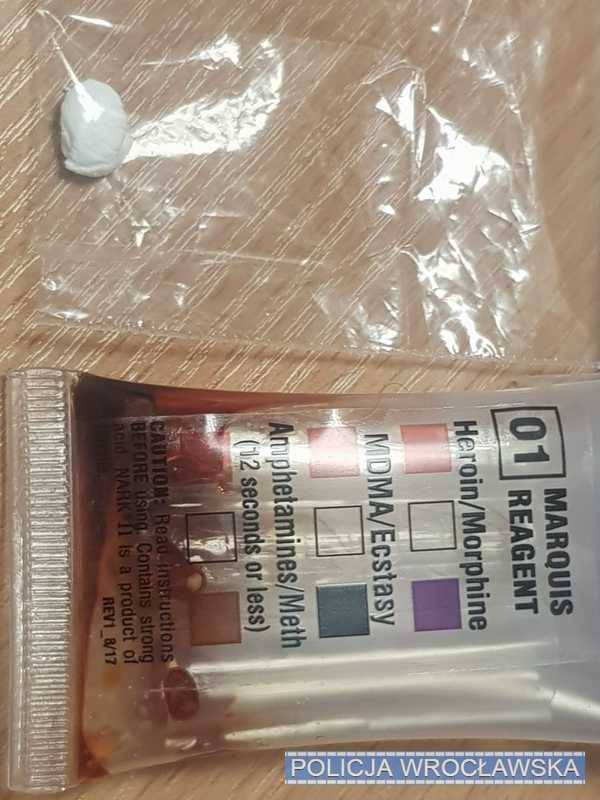 01
MARQUIS
REAGENT
Heroin/Morphine
MDMA/Ecstasy
Amphetamines/Meth
(12 seconds or less)
CAUTION: Read instructions
BEFORE using. Contains strong
acid NARK II is a product of
REV1_8/17
POLICJA WROCŁAWSKA